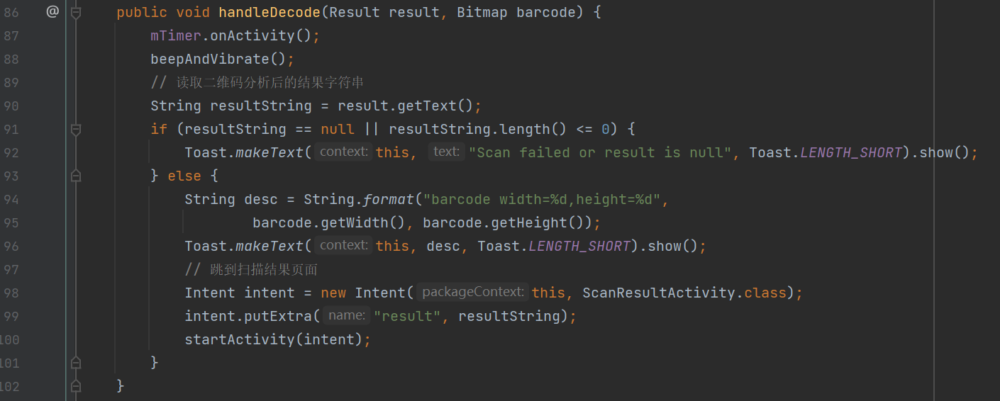 86 @ public void handleDecode(Result result, Bitmap barcode) {
87 mTimer.onActivity();
88 beepAndVibrate();
89 // 读取二维码分析后的结果字符串
90 String resultString = result.getText();
91 if (resultString == null || resultString.length() <= 0) {
92 Toast.makeText( context: this, text: "Scan failed or result is null", Toast.LENGTH_SHORT).show();
93 } else {
94 String desc = String.format("barcode width=%d,height=%d",
95 barcode.getWidth(), barcode.getHeight());
96 Toast.makeText( context: this, desc, Toast.LENGTH_SHORT).show();
97 // 跳到扫描结果页面
98 Intent intent = new Intent( packageContext: this, ScanResultActivity.class);
99 intent.putExtra( name: "result", resultString);
100 startActivity(intent);
101 }
102 }